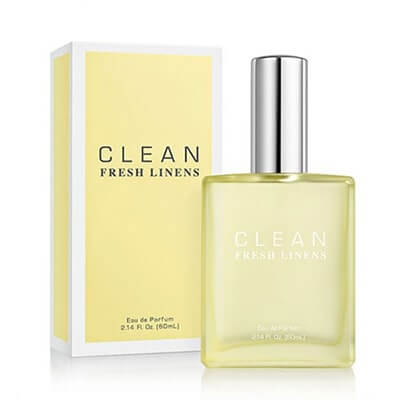 CLEAN
FRESH LINENS
Eau de Parfum
2.14 Fl. Oz (60mL)
CLEAN
FRESH LINENS
Eau de Parfum
2.14 Fl. Oz. (60mL)